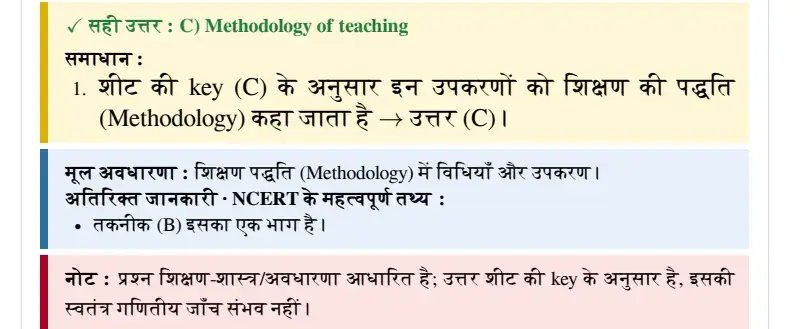 ✓ सही उत्तर : C) Methodology of teaching
समाधान :
1. शीट की key (C) के अनुसार इन उपकरणों को शिक्षण की पद्धति
(Methodology) कहा जाता है → उत्तर (C)।
मूल अवधारणा : शिक्षण पद्धति (Methodology) में विधियाँ और उपकरण।
अतिरिक्त जानकारी · NCERT के महत्वपूर्ण तथ्य :
• तकनीक (B) इसका एक भाग है।
नोट : प्रश्न शिक्षण-शास्त्र/अवधारणा आधारित है; उत्तर शीट की key के अनुसार है, इसकी
स्वतंत्र गणितीय जाँच संभव नहीं।